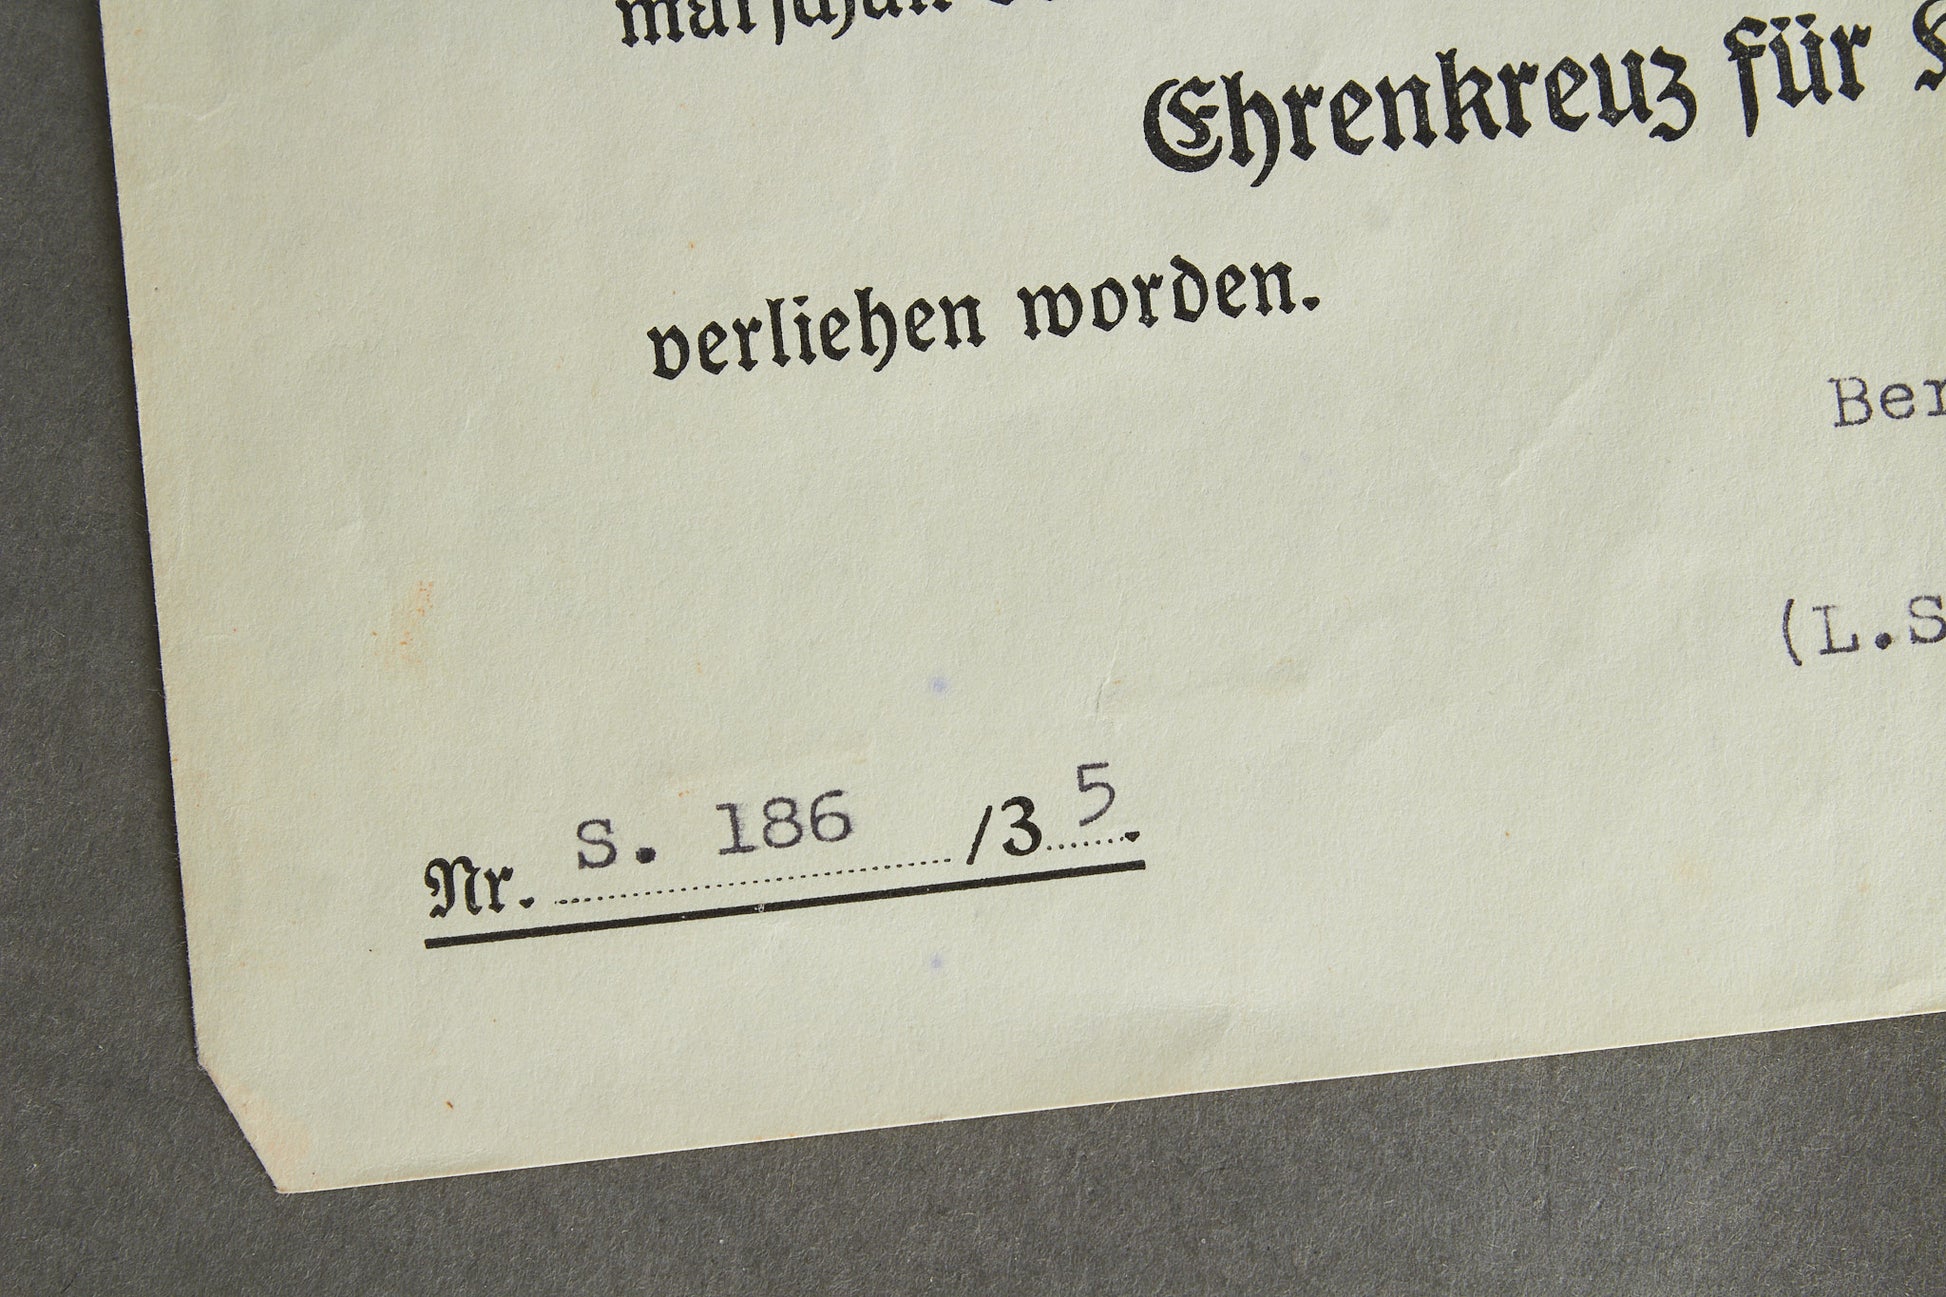 Ehrenkreuz für
verliehen worden.
Ber
(L.S
Nr. S. 186 /35.